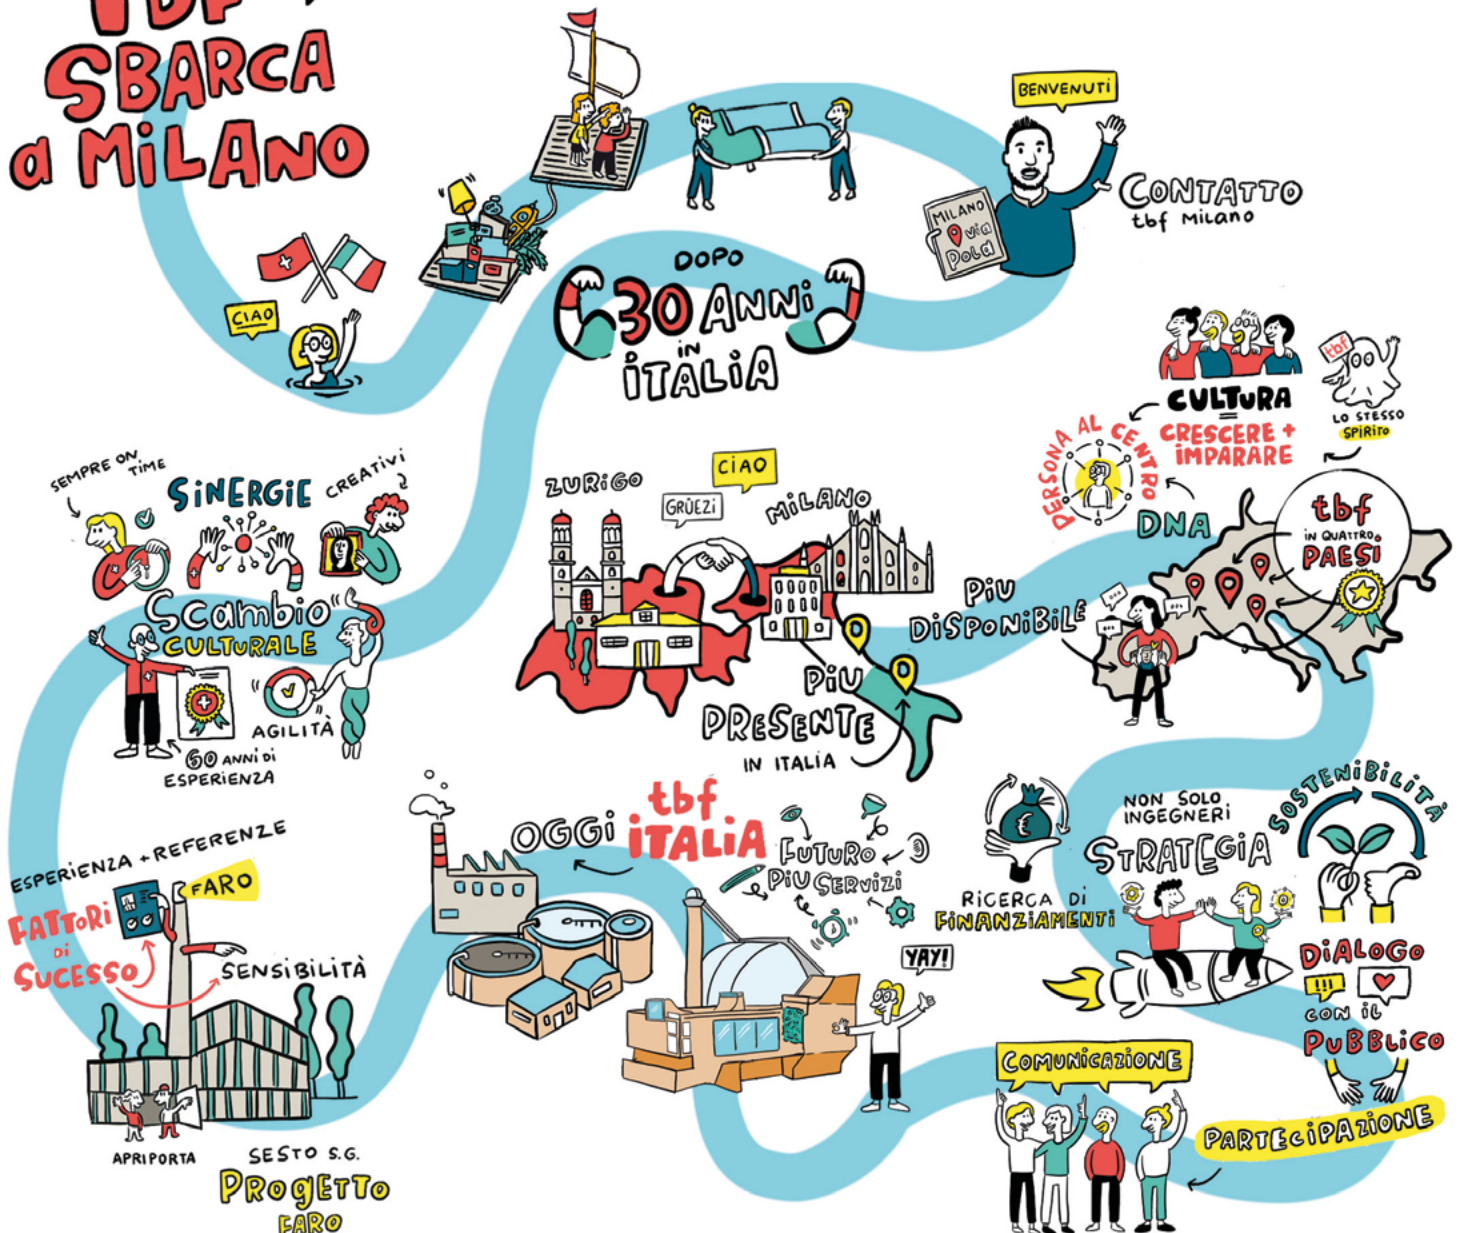 TBF
SBARCA
a MiLANO
CIAO
BENVENUTI
MILANO
via
Pola
CONTATTO
tbf Milano
DOPO
30 ANNi
IN
iTALiA
SEMPRE ON
TIME
SiNERGIE
CREATIVI
Scambio
CULTURALE
60 ANNi Di
ESPERIENZA
AGILITÀ
ZURIGO
GRÜEZI
CIAO
MILANO
PiU
PRESENTE
IN ITALIA
PiU
DISPONIBILE
CULTURA
CRESCERE +
IMPARARE
PERSONA AL CENTRO
DNA
tbf
LO STESSO
SPIRITO
tbf
IN QUATTRO
PAESi
ESPERIENZA + REFERENZE
FARO
FATTORi
Di
SUCESSO
SENSIBILITÀ
APRIPORTA
SESTO S.G.
PROgETTO
FARO
OGGi
tbf
iTALiA
FUTURO
PiU SERVIZI
YAY!
RICERCA Di
FINANZIAMENTI
€
NON SOLO
INGEGNERI
STRATEGIA
SOSTENIBILITÀ
DiALOGO
!!!
CON iL
PUBBLICO
COMUNICAZIONE
PARTECIPAZIONE